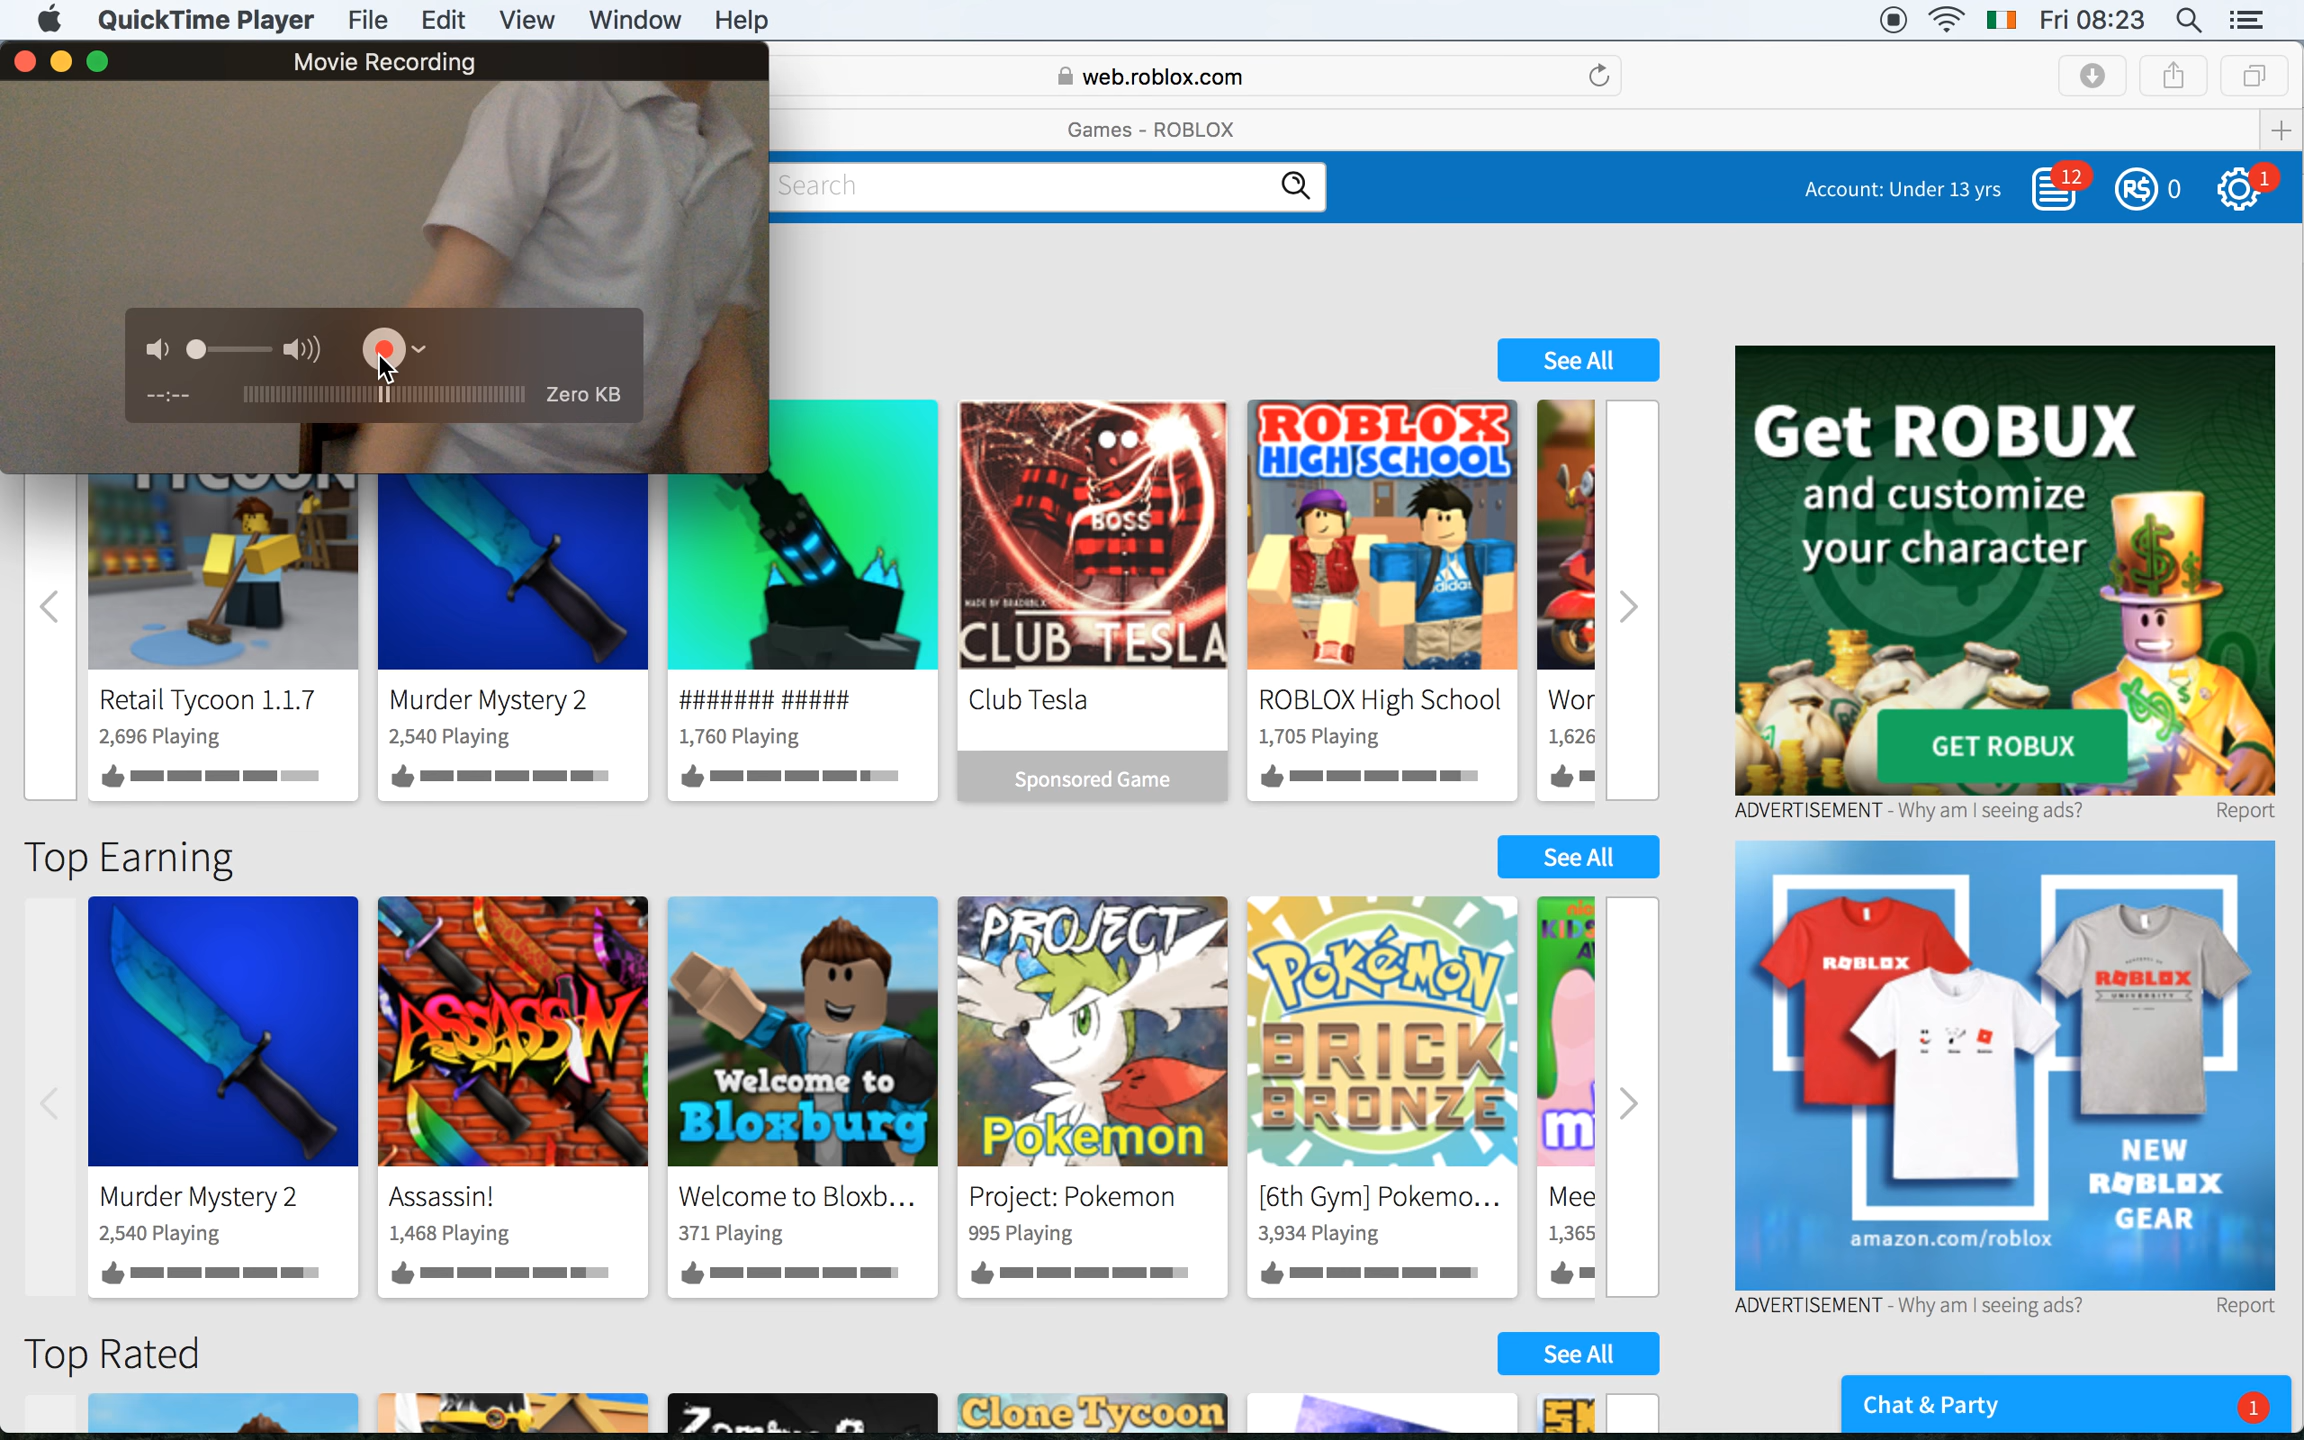 QuickTime Player File Edit View Window Help Fri 08:23
Movie Recording
web.roblox.com
Games - ROBLOX
Search
Account: Under 13 yrs 12 R$ 0 1
--:-- Zero KB
See All
TYCOON
BOSS
MADE BY BRADRBLX
CLUB TESLA
ROBLOX
HIGH SCHOOL
adidas
Get ROBUX
and customize
your character
GET ROBUX
Retail Tycoon 1.1.7
2,696 Playing
Murder Mystery 2
2,540 Playing
####### #####
1,760 Playing
Club Tesla
Sponsored Game
ROBLOX High School
1,705 Playing
Wor
1,626
ADVERTISEMENT - Why am I seeing ads? Report
Top Earning
See All
ASSASSIN
Welcome to
Bloxburg
PROJECT
Pokemon
POKéMON
BRICK
BRONZE
Murder Mystery 2
2,540 Playing
Assassin!
1,468 Playing
Welcome to Bloxb...
371 Playing
Project: Pokemon
995 Playing
[6th Gym] Pokemo...
3,934 Playing
Mee
1,365
ROBLOX
ROBLOX
UNIVERSITY
NEW
ROBLOX
GEAR
amazon.com/roblox
ADVERTISEMENT - Why am I seeing ads? Report
Top Rated
See All
Clone Tycoon
Chat & Party 1